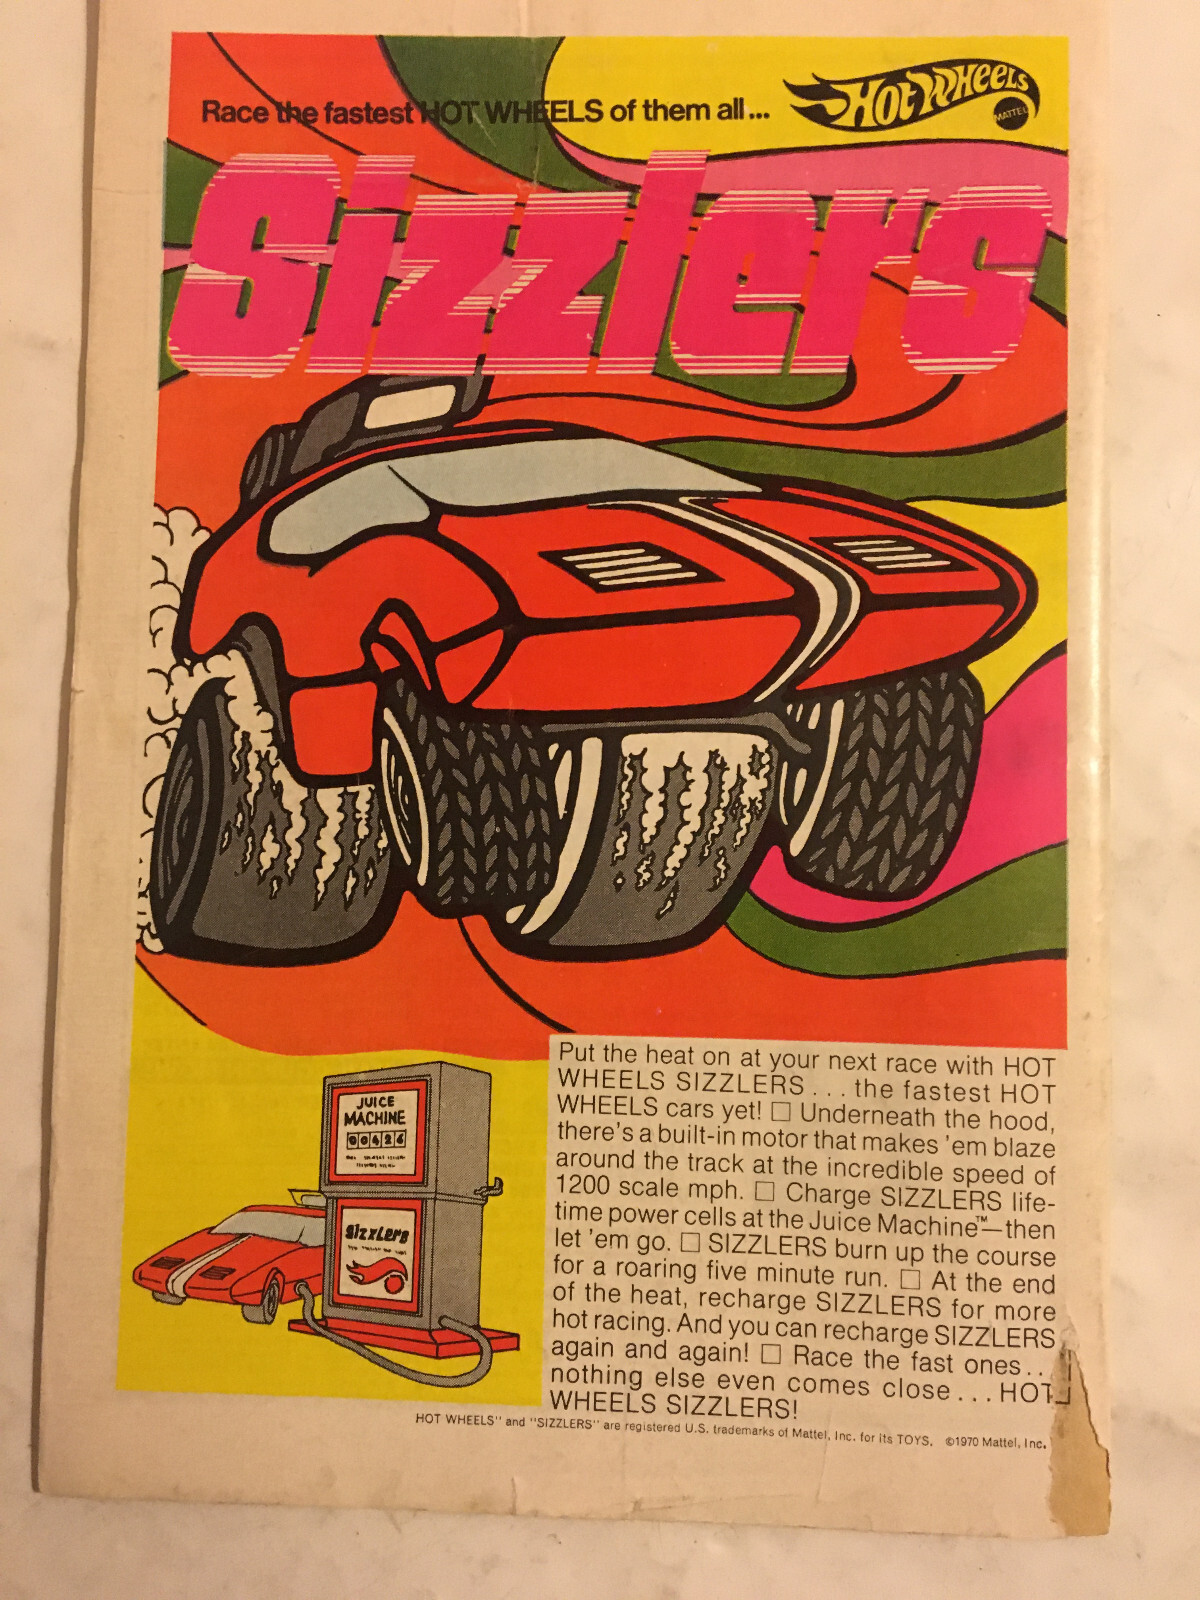 Race the fastest HOT WHEELS of them all...
Hot Wheels
MATTEL
Sizzlers
Put the heat on at your next race with HOT
WHEELS SIZZLERS . . . the fastest HOT
WHEELS cars yet! □ Underneath the hood,
there's a built-in motor that makes 'em blaze
around the track at the incredible speed of
1200 scale mph. □ Charge SIZZLERS life-
time power cells at the Juice Machine™—then
let 'em go. □ SIZZLERS burn up the course
for a roaring five minute run. □ At the end
of the heat, recharge SIZZLERS for more
hot racing. And you can recharge SIZZLERS
again and again! □ Race the fast ones...
nothing else even comes close . . . HOT
WHEELS SIZZLERS!
JUICE
MACHINE
00426
Sizzlers
HOT WHEELS" and "SIZZLERS" are registered U.S. trademarks of Mattel, Inc. for its TOYS. ©1970 Mattel, Inc.